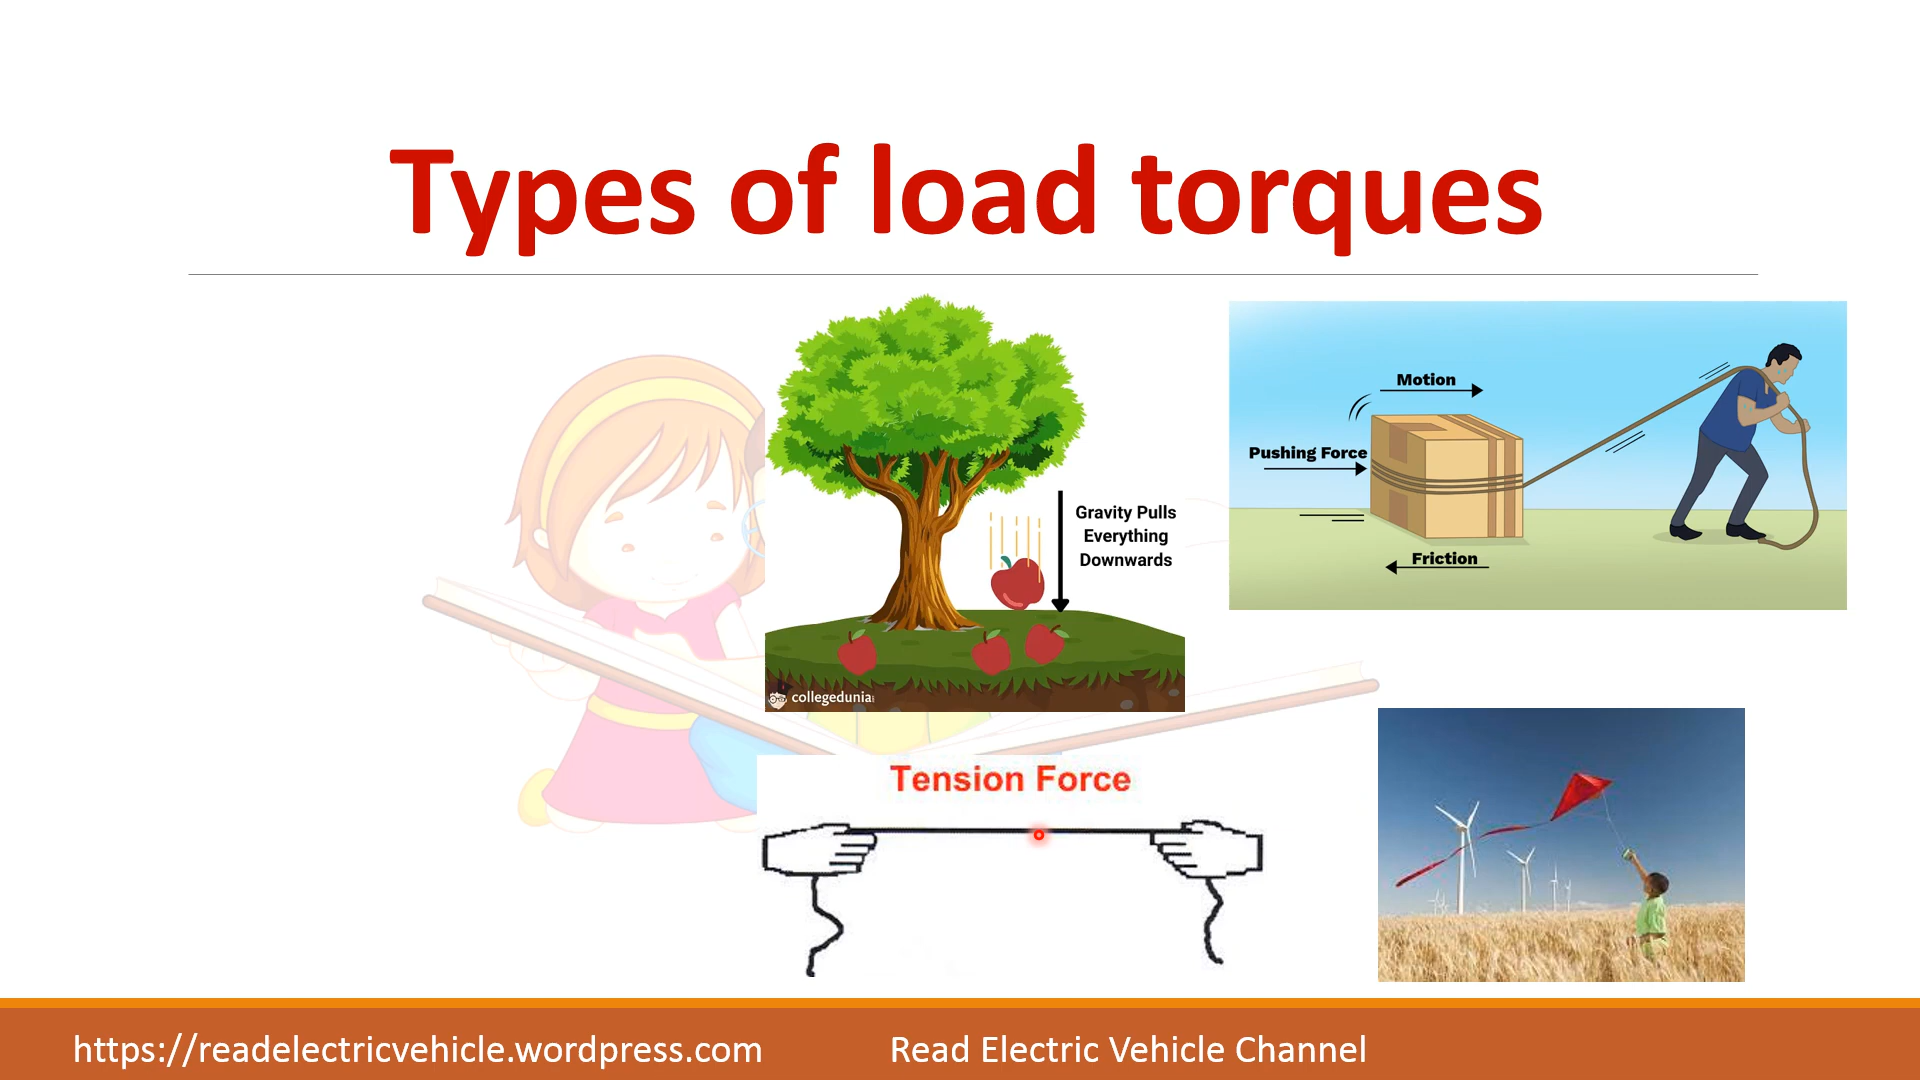 Types of load torques
Gravity Pulls
Everything
Downwards
collegedunia
Motion
Pushing Force
Friction
Tension Force
https://readelectricvehicle.wordpress.com
Read Electric Vehicle Channel